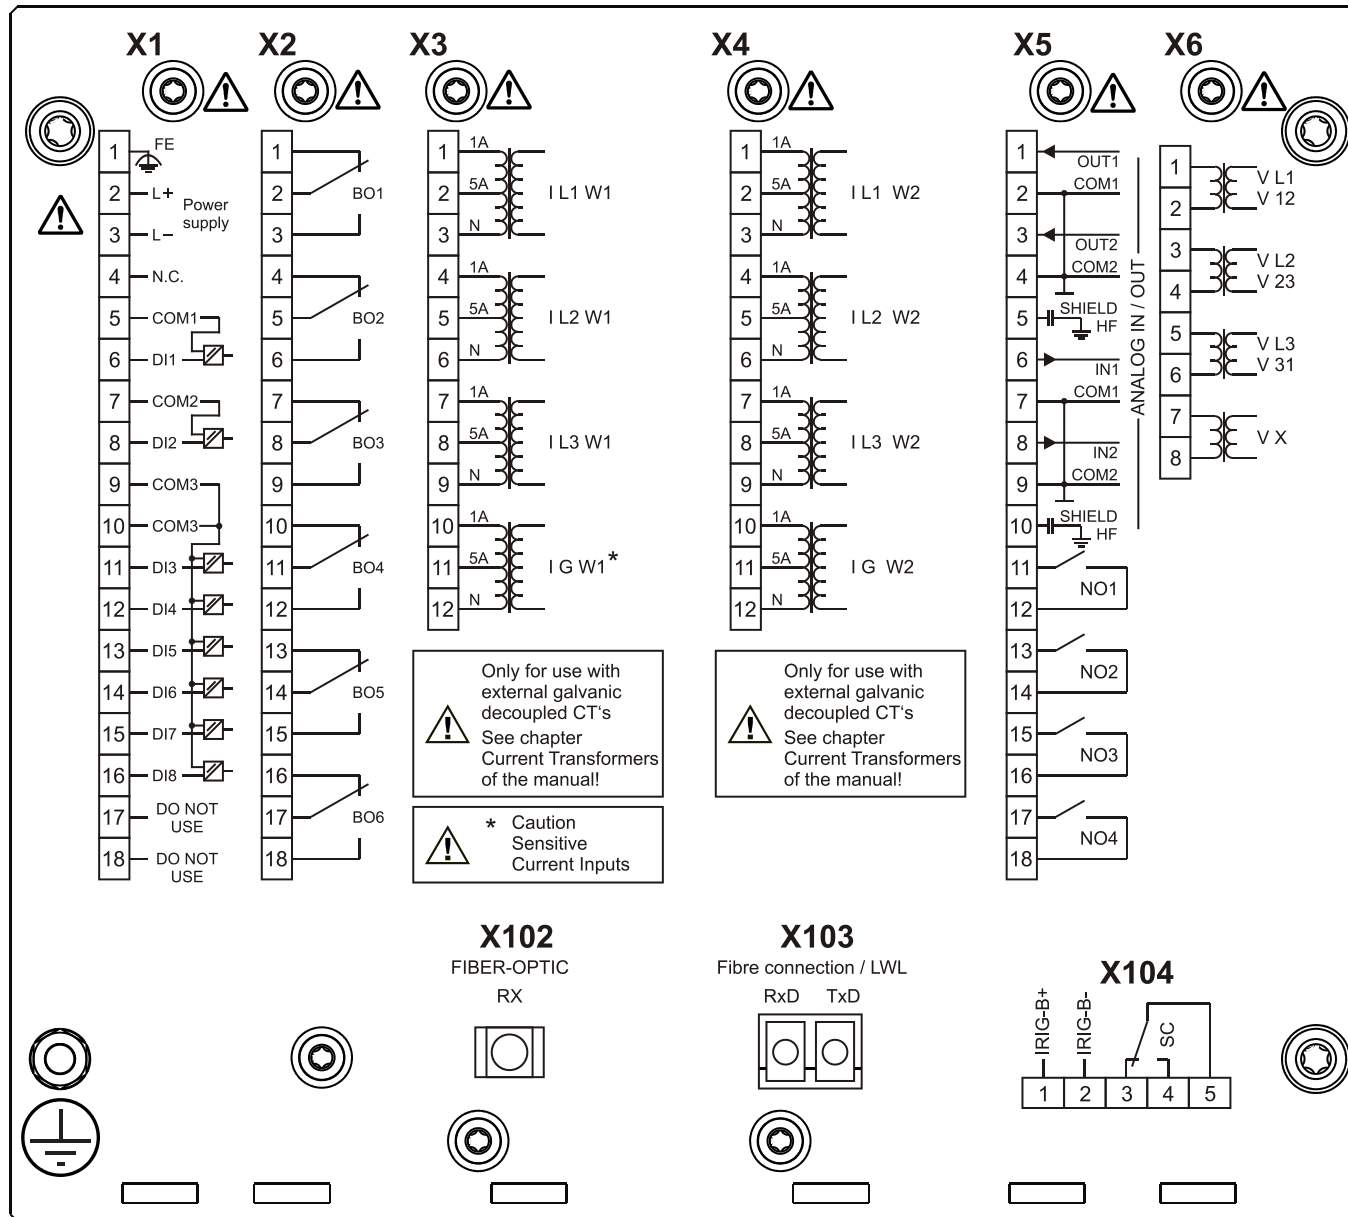 X1
1
FE
2
L+
Power
supply
3
L−
4
N.C.
5
COM1
6
DI1
7
COM2
8
DI2
9
COM3
10
COM3
11
DI3
12
DI4
13
DI5
14
DI6
15
DI7
16
DI8
17
DO NOT
USE
18
DO NOT
USE
X2
1
2
BO1
3
4
5
BO2
6
7
8
BO3
9
10
11
BO4
12
13
14
BO5
15
16
17
BO6
18
X3
1
1A
2
5A
I L1 W1
3
N
4
1A
5
5A
I L2 W1
6
N
7
1A
8
5A
I L3 W1
9
N
10
1A
11
5A
I G W1*
12
N
Only for use with
external galvanic
decoupled CT‘s
See chapter
Current Transformers
of the manual!
* Caution
Sensitive
Current Inputs
X4
1
1A
2
5A
I L1 W2
3
N
4
1A
5
5A
I L2 W2
6
N
7
1A
8
5A
I L3 W2
9
N
10
1A
11
5A
I G W2
12
N
Only for use with
external galvanic
decoupled CT‘s
See chapter
Current Transformers
of the manual!
X5
1
OUT1
2
COM1
3
OUT2
4
COM2
5
SHIELD
HF
6
IN1
7
COM1
8
IN2
9
COM2
10
SHIELD
HF
ANALOG IN / OUT
11
NO1
12
13
NO2
14
15
NO3
16
17
NO4
18
X6
1
V L1
V 12
2
3
V L2
V 23
4
5
V L3
V 31
6
7
V X
8
X102
FIBER-OPTIC
RX
X103
Fibre connection / LWL
RxD TxD
X104
IRIG-B+
IRIG-B-
SC
1 2 3 4 5